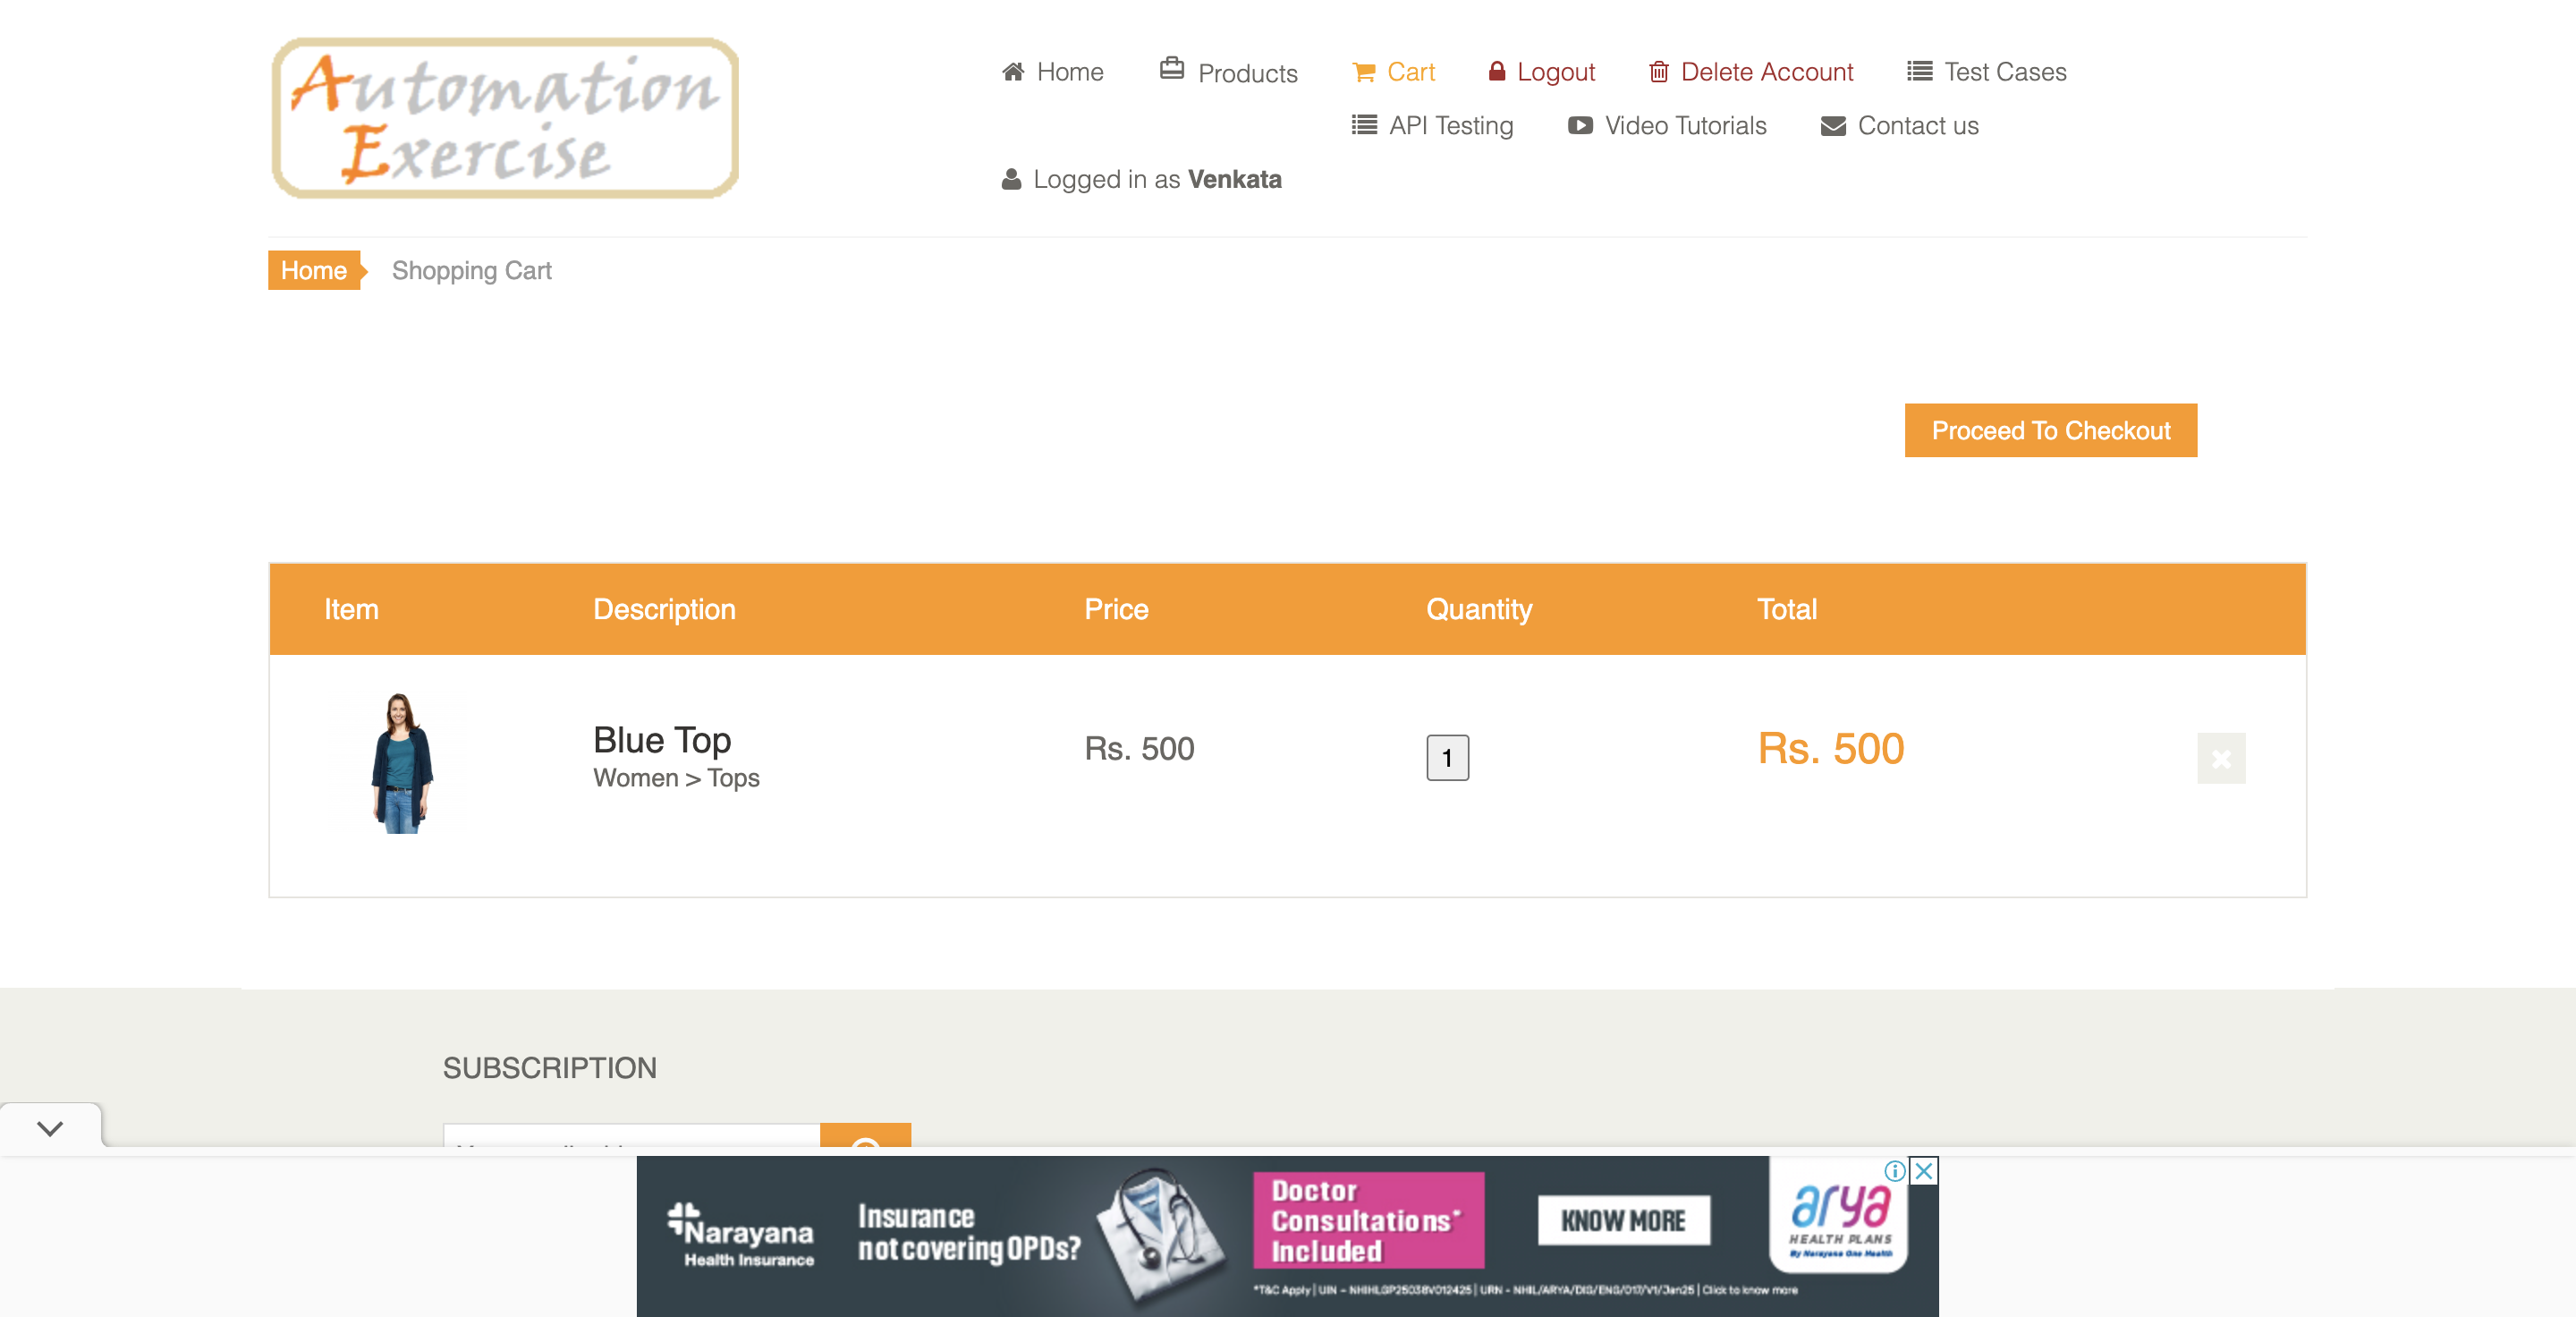 Automation
Exercise
Home
Products
Cart
Logout
Delete Account
Test Cases
API Testing
Video Tutorials
Contact us
Logged in as Venkata
Home
Shopping Cart
Proceed To Checkout
Item Description Price Quantity Total
Blue Top
Women > Tops
Rs. 500
1
Rs. 500
SUBSCRIPTION
Narayana
Health Insurance
Insurance
not covering OPDs?
Doctor
Consultations*
Included
KNOW MORE
arya
HEALTH PLANS
By Narayana One Health
*T&C Apply | UIN - NHIHLGP25038V012425 | URN - NHIL/ARYA/DIG/ENG/017/V1/Jan25 | Click to know more